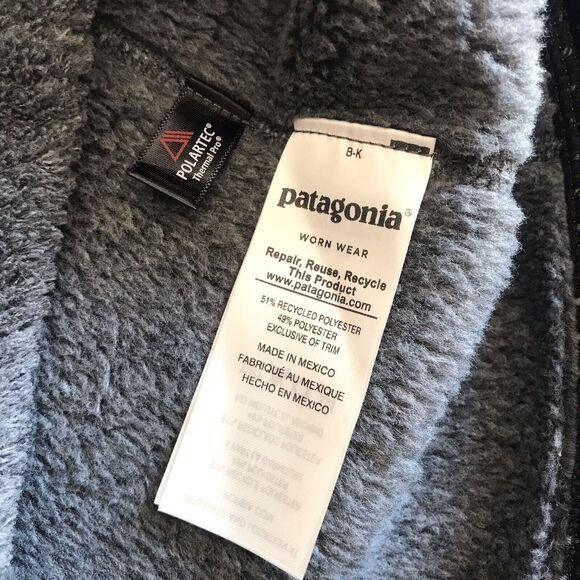 POLARTEC®
Thermal Pro®
B-K
patagonia®
WORN WEAR
Repair, Reuse, Recycle
This Product
www.patagonia.com
51% RECYCLED POLYESTER
49% POLYESTER
EXCLUSIVE OF TRIM
MADE IN MEXICO
FABRIQUÉ AU MEXIQUE
HECHO EN MEXICO